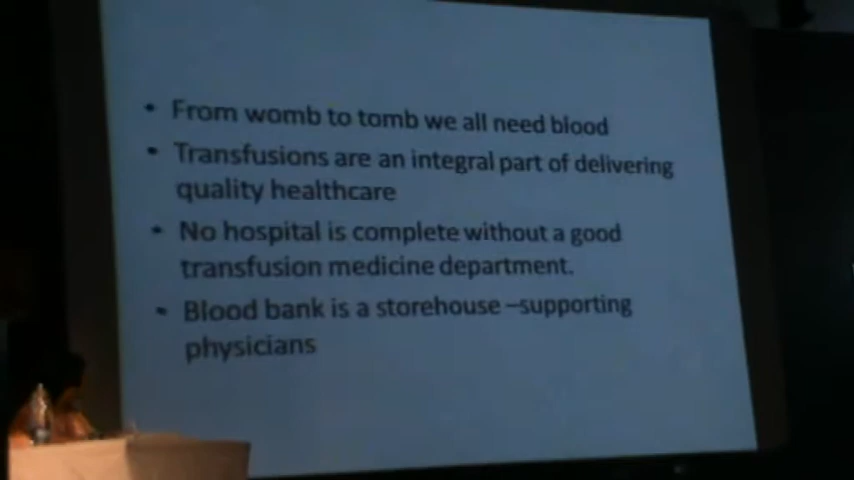 • From womb to tomb we all need blood
• Transfusions are an integral part of delivering
quality healthcare
• No hospital is complete without a good
transfusion medicine department.
• Blood bank is a storehouse –supporting
physicians